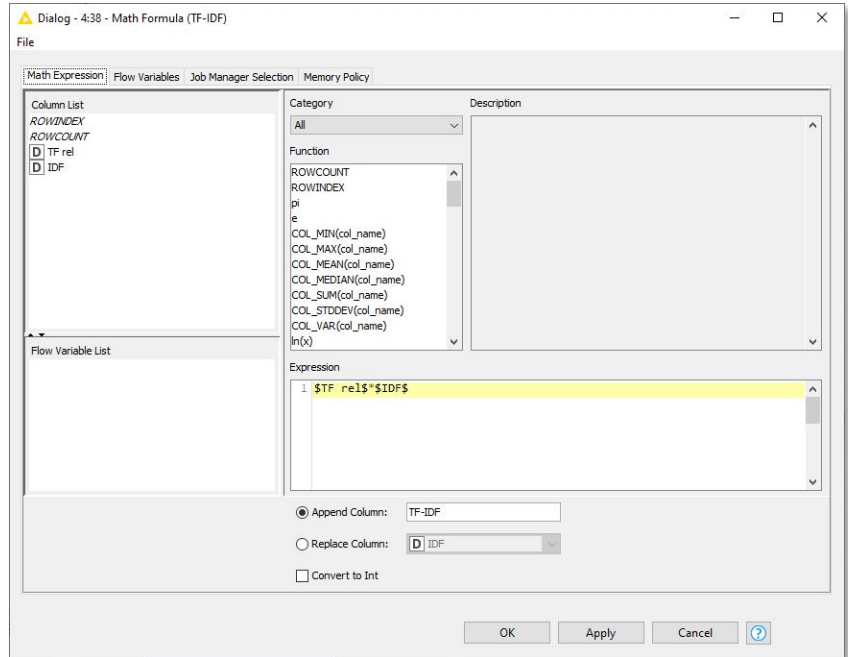 Dialog - 4:38 - Math Formula (TF-IDF)
File
Math Expression Flow Variables Job Manager Selection Memory Policy
Column List
ROWINDEX
ROWCOUNT
D TF rel
D IDF
Flow Variable List
Category
All
Function
ROWCOUNT
ROWINDEX
pi
e
COL_MIN(col_name)
COL_MAX(col_name)
COL_MEAN(col_name)
COL_MEDIAN(col_name)
COL_SUM(col_name)
COL_STDDEV(col_name)
COL_VAR(col_name)
ln(x)
Description
Expression
1 $TF rel$*$IDF$
Append Column: TF-IDF
Replace Column: D IDF
Convert to Int
OK Apply Cancel ?